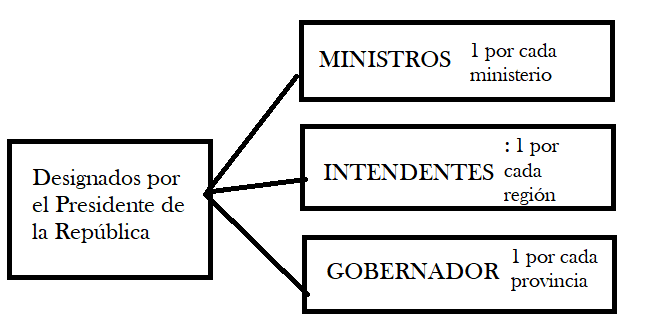 Designados por
el Presidente de
la República
MINISTROS 1 por cada
ministerio
INTENDENTES : 1 por
cada
región
GOBERNADOR 1 por cada
provincia